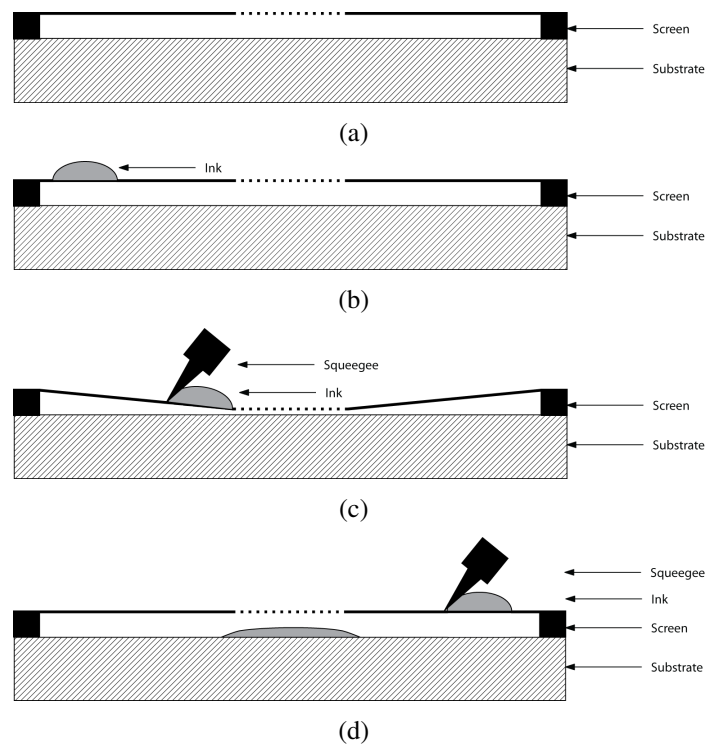 Screen
Substrate
(a)
Ink
Screen
Substrate
(b)
Squeegee
Ink
Screen
Substrate
(c)
Squeegee
Ink
Screen
Substrate
(d)